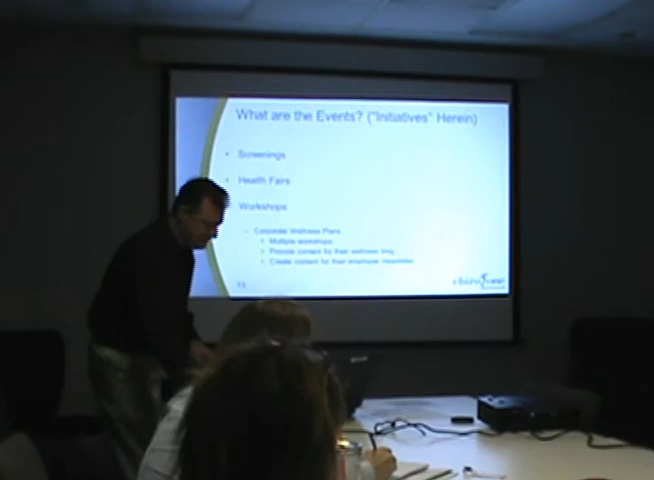 What are the Events? ("Initiatives" Herein)
• Screenings
• Health Fairs
Workshops
– Corporate Wellness Plans
• Multiple workshops
• Provide content for their wellness blog
• Create content for their employee newsletter
13
chiroone